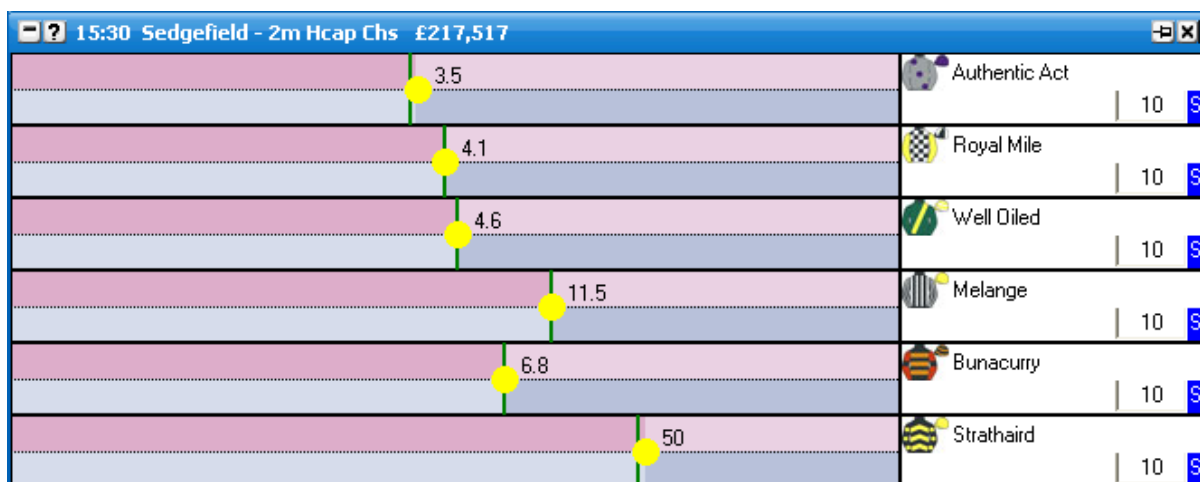 15:30 Sedgefield - 2m Hcap Chs £217,517
3.5 Authentic Act
10 S
4.1 Royal Mile
10 S
4.6 Well Oiled
10 S
11.5 Melange
10 S
6.8 Bunacurry
10 S
50 Strathaird
10 S